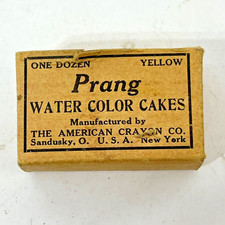 ONE DOZEN YELLOW
Prang
WATER COLOR CAKES
Manufactured by
THE AMERICAN CRAYON CO.
Sandusky, O. U. S. A. New York